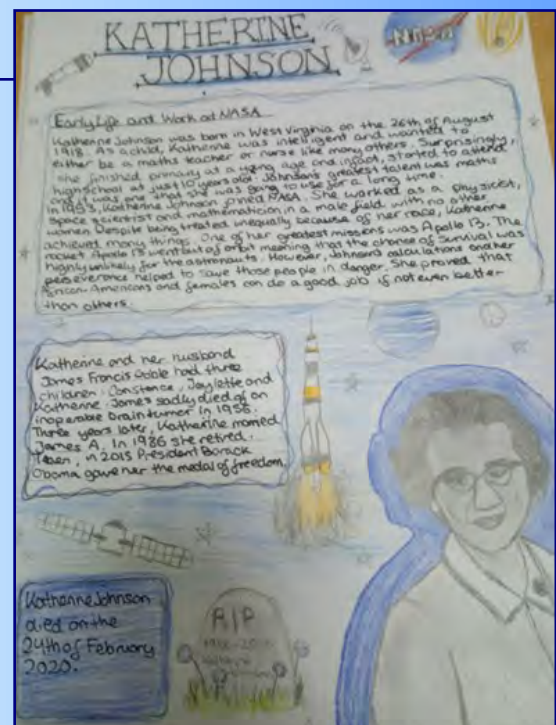 KATHERINE
JOHNSON
NASA
Early Life and Work at NASA
Katherine Johnson was born in West Virginia on the 26th of August
1918. As a child, Katherine was intelligent and wanted to
either be a maths teacher or nurse like many others. Surprisingly,
she finished primary at a young age and infact, started to attend
highschool at just 10 years old. Johnson's greatest talent was maths
and it was one that she was going to use for a long time.
In 1953, Katherine Johnson joined NASA. She worked as a physicist,
space scientist and mathematician in a male field with no other
women. Despite being treated unequally because of her race, Katherine
achieved many things. One of her greatest missions was Apollo 13. The
rocket Apollo 13 went out of orbit meaning that the chance of survival was
highly unlikely for the astronauts. However, Johnson's calculations and her
perseverance helped to save those people in danger. She proved that
African-Americans and females can do a good job if not even better
than others.
Katherine and her husband
James Francis Goble had three
children: Constance, Joylette and
Katherine. James sadly died of an
inoperable brain tumer in 1956.
Three years later, Katherine married
James A. In 1986 she retired.
Then, in 2015 President Barack
Obama gave her the medal of freedom.
Katherine Johnson
died on the
24th of February
2020.
RIP